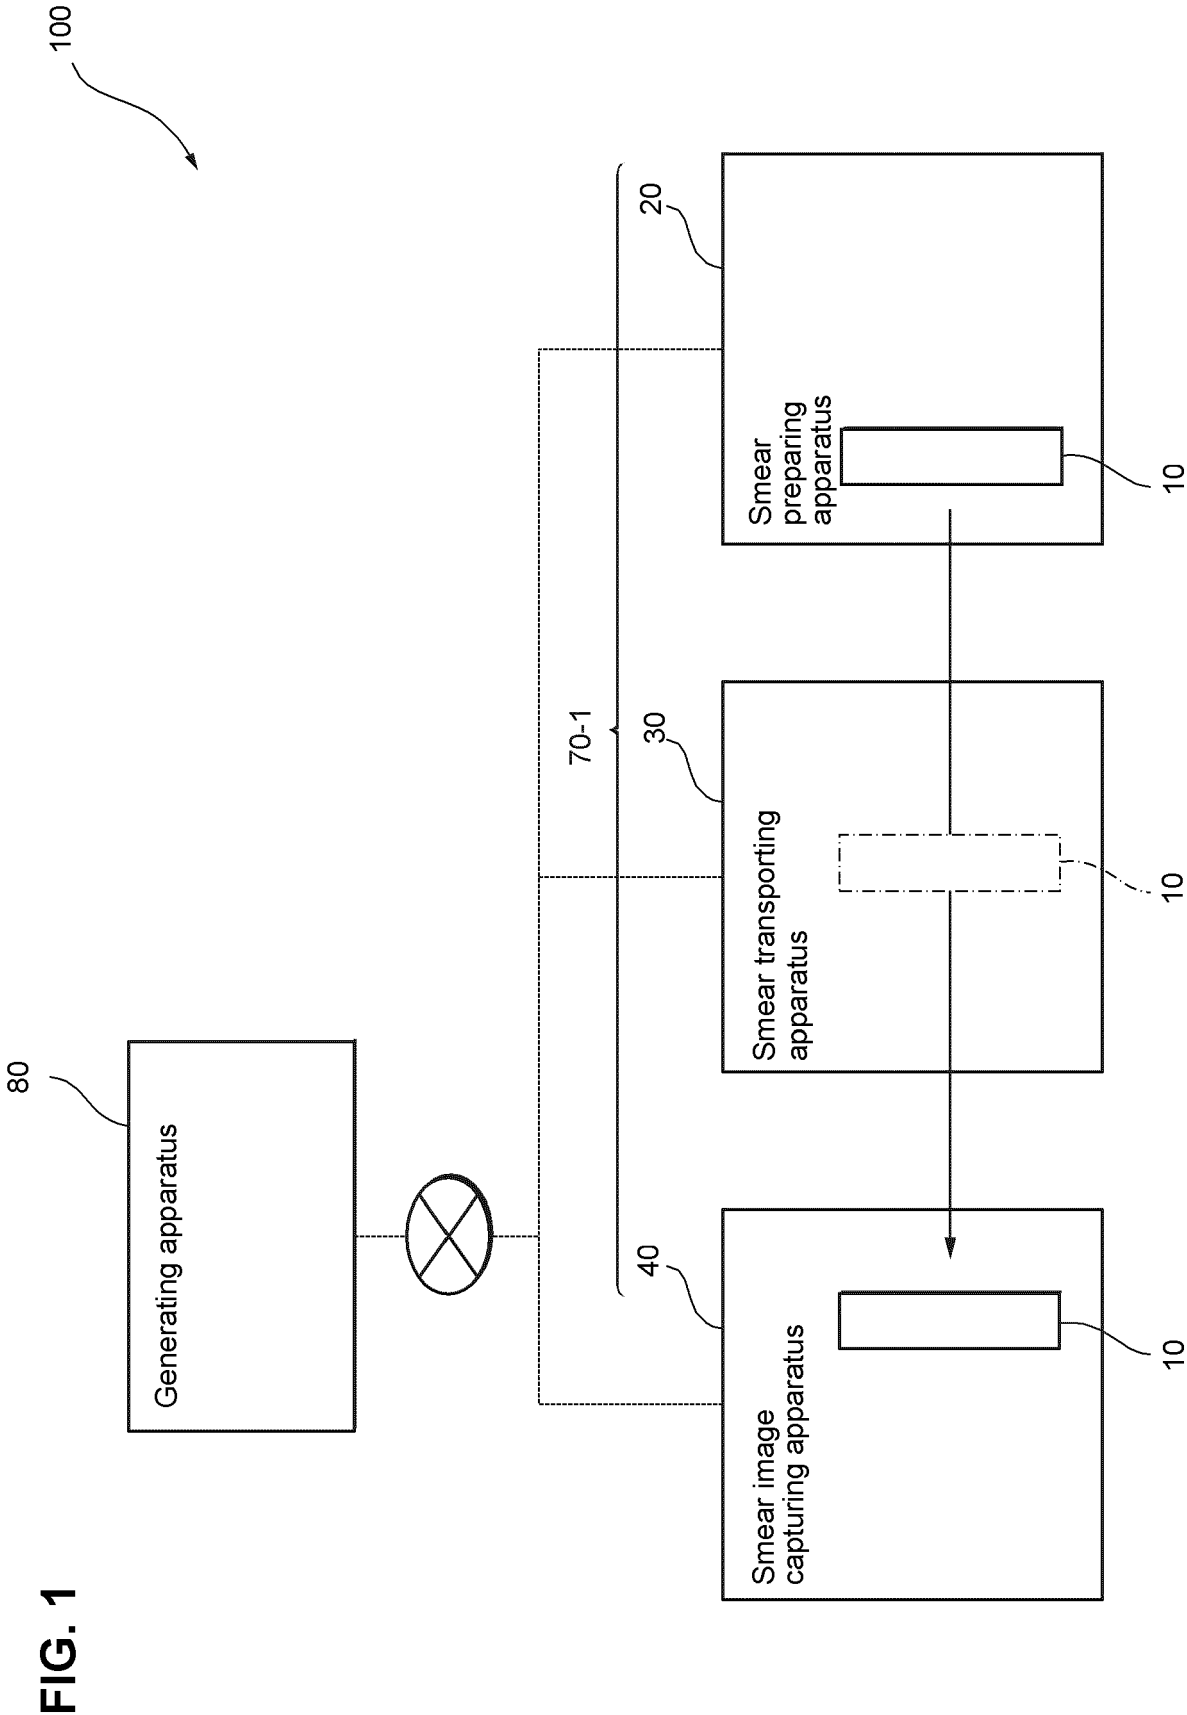 FIG. 1
100
80
Generating apparatus
70-1
40
30
20
Smear image
capturing apparatus
Smear transporting
apparatus
Smear
preparing
apparatus
10
10
10